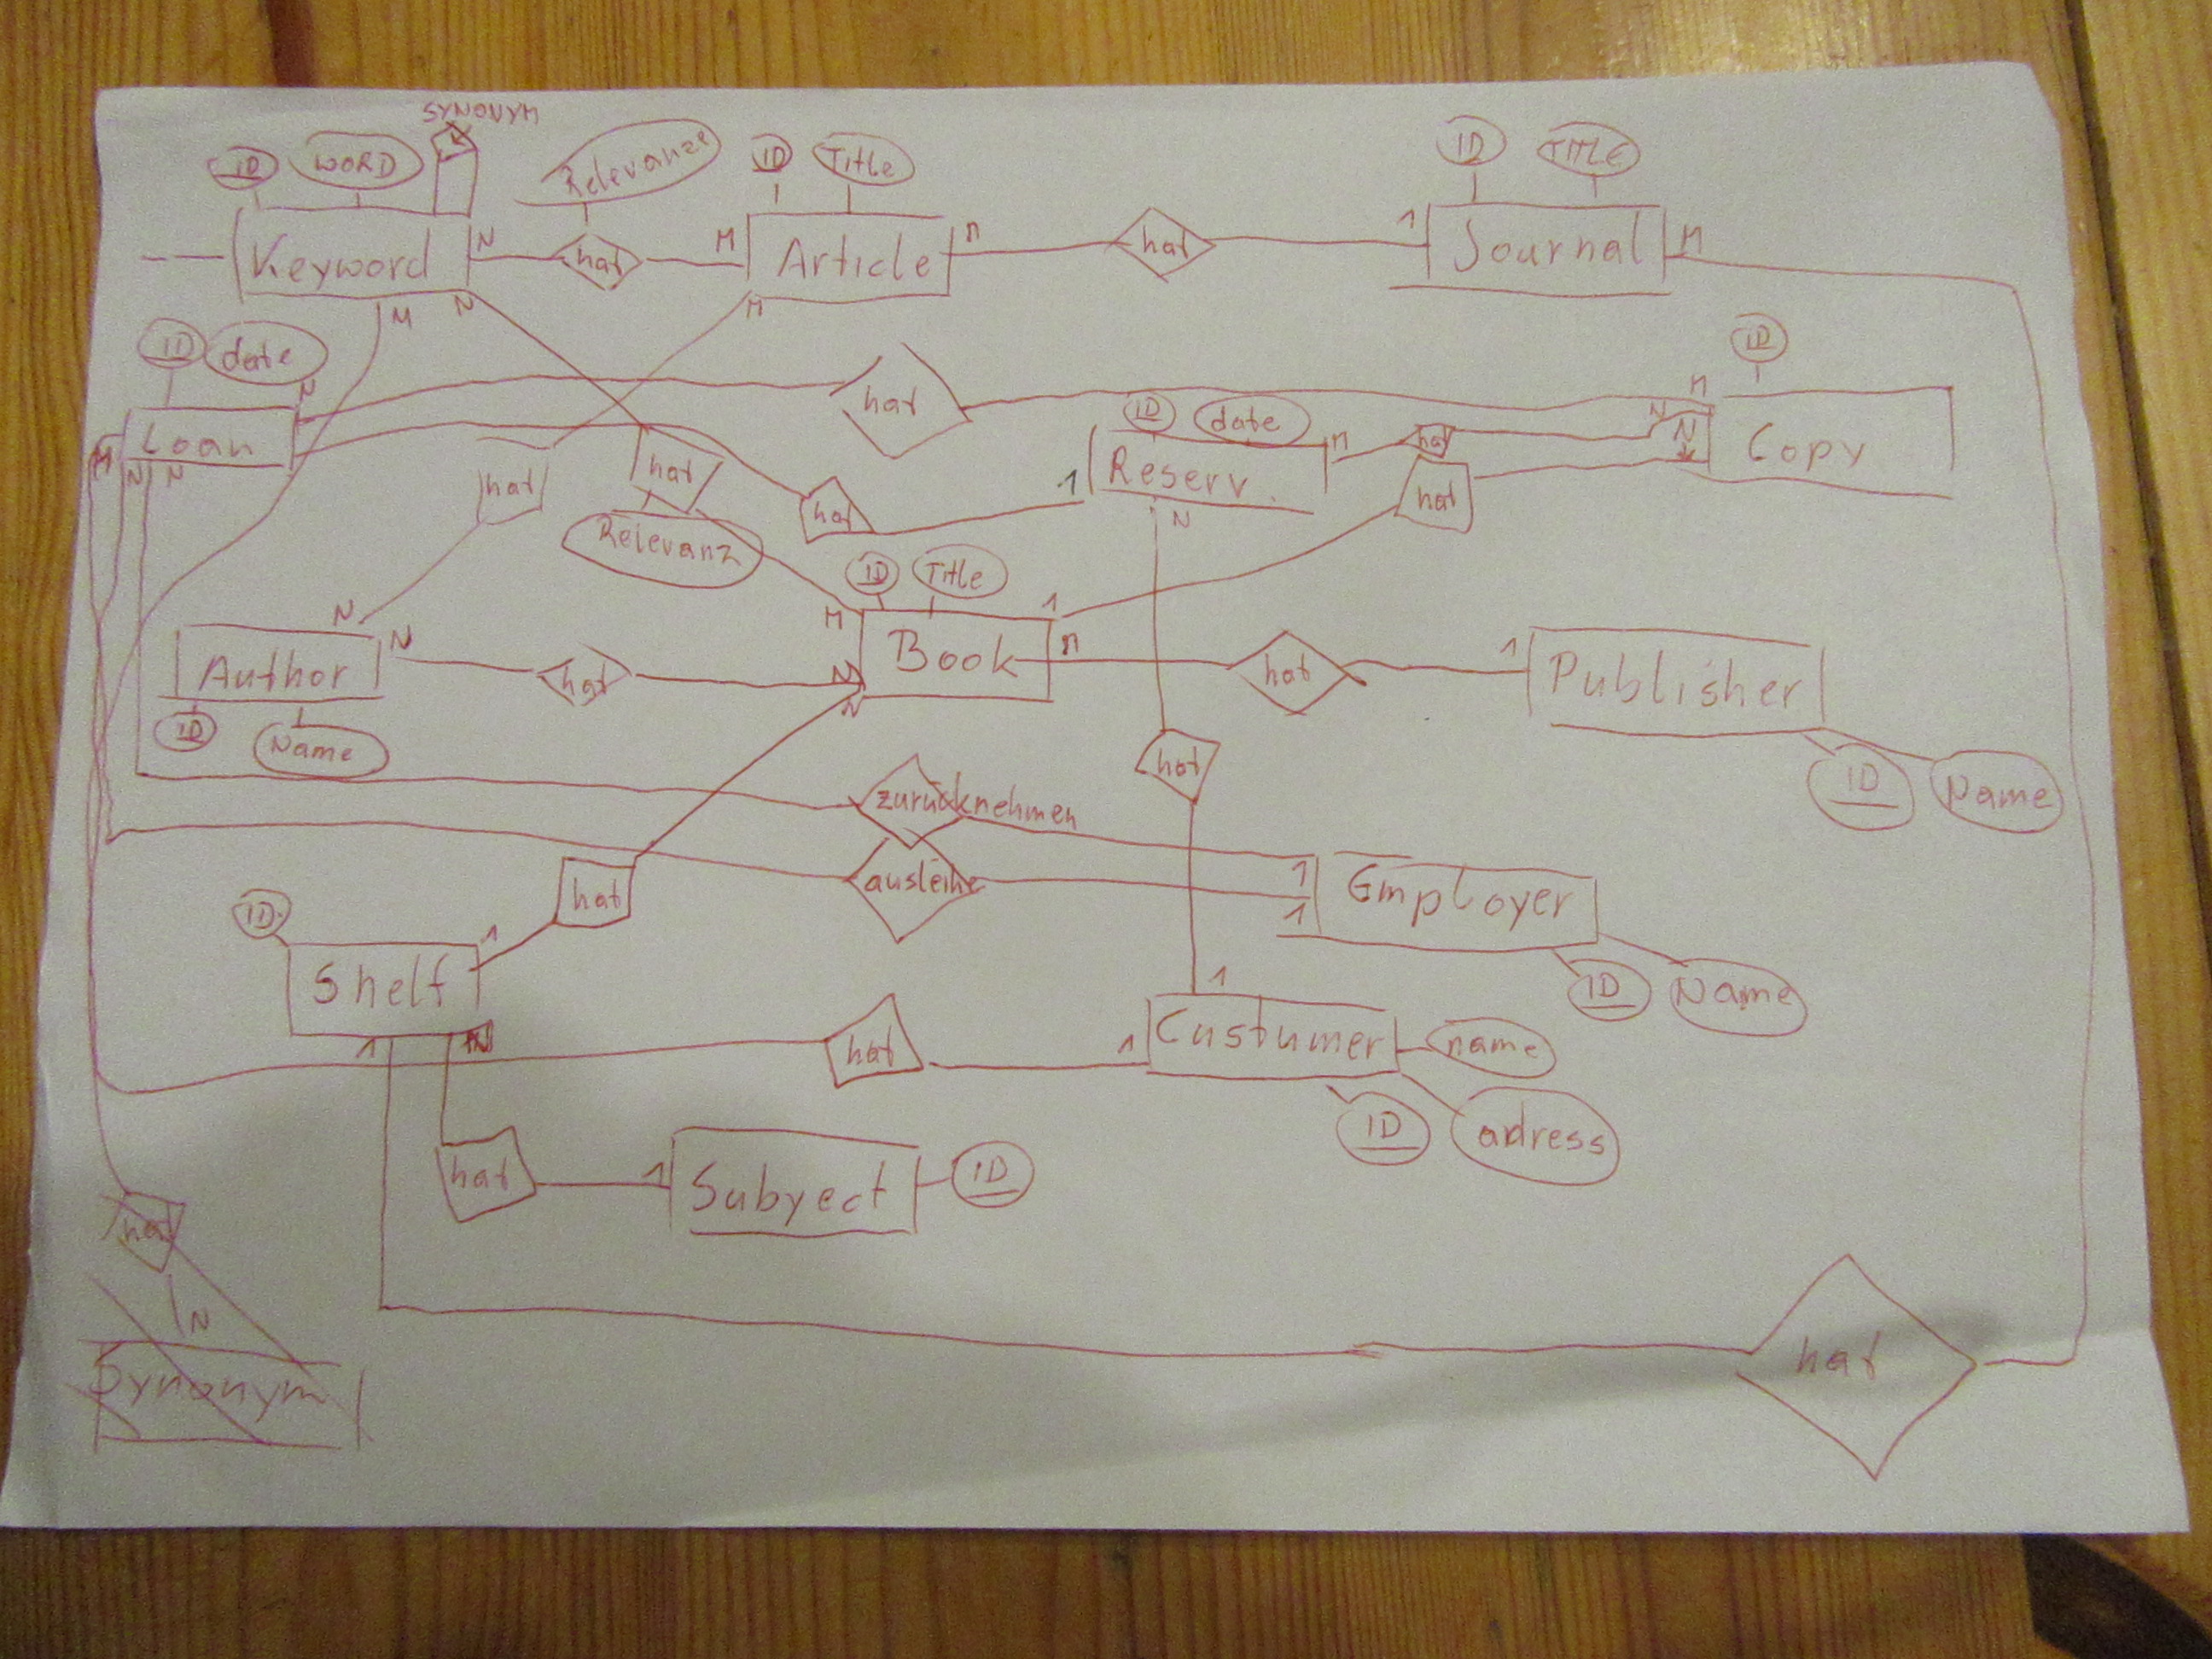 SYNONYM
ID WORD Relevanze ID Title ID TITLE
Keyword N hat M Article n hat 1 Journal M
M N M
ID date ID
N hat M
Loan ID date n hat N Copy
M N N hat hat hat 1 Reserv. hat N
Relevanz N
ID Title
N M 1
Author N hat N Book n hat 1 Publisher
ID Name N hat ID Name
zurücknehmen
hat ausleihe 1 Employer
1
ID 1 ID Name
Shelf 1
1 N hat 1 Custumer name
ID adress
hat 1 Subyect ID
hat
N
Synonym hat